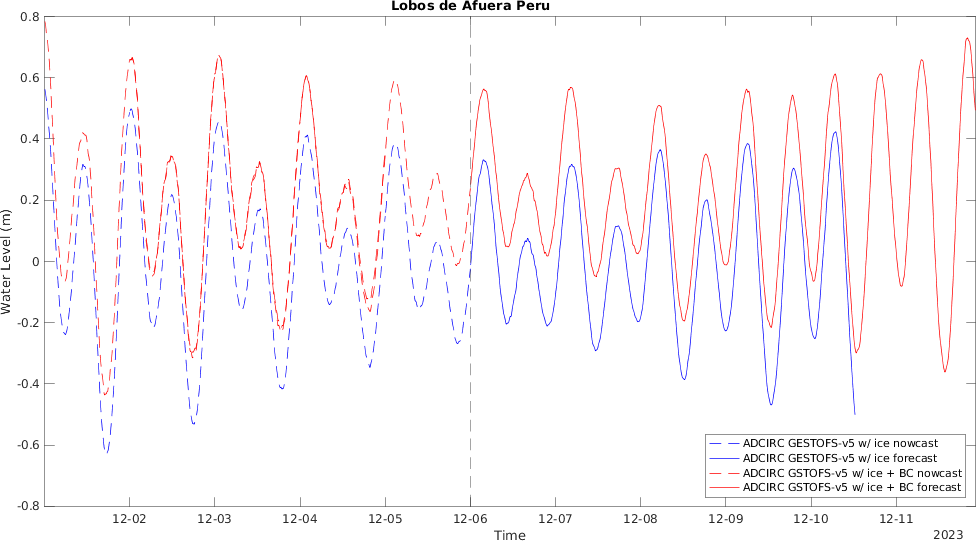 Lobos de Afuera Peru
0.8
0.6
0.4
0.2
0
-0.2
-0.4
-0.6
-0.8
Water Level (m)
12-02 12-03 12-04 12-05 12-06 12-07 12-08 12-09 12-10 12-11
Time
2023
ADCIRC GESTOFS-v5 w/ ice nowcast
ADCIRC GESTOFS-v5 w/ ice forecast
ADCIRC GSTOFS-v5 w/ ice + BC nowcast
ADCIRC GSTOFS-v5 w/ ice + BC forecast